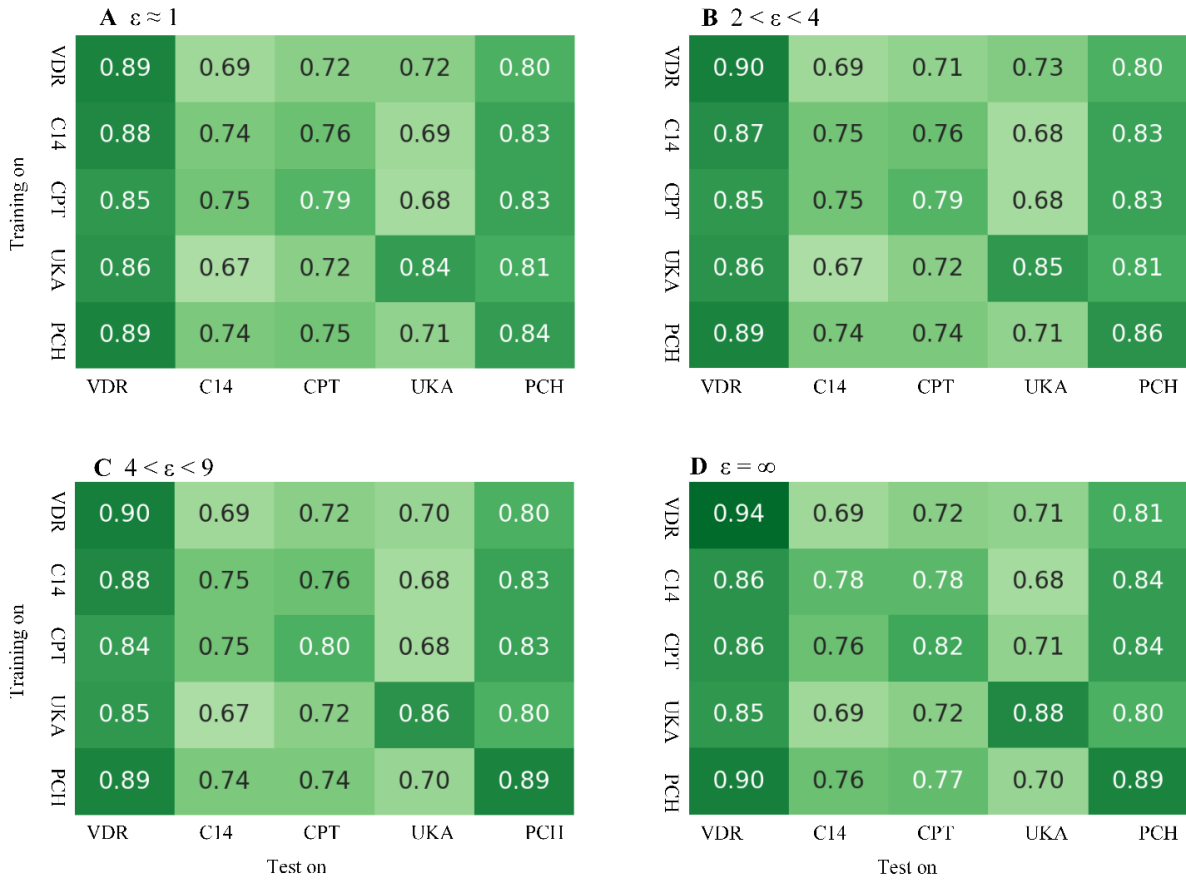 A ε ≈ 1
VDR 0.89 0.69 0.72 0.72 0.80
C14 0.88 0.74 0.76 0.69 0.83
CPT 0.85 0.75 0.79 0.68 0.83
UKA 0.86 0.67 0.72 0.84 0.81
PCH 0.89 0.74 0.75 0.71 0.84
VDR C14 CPT UKA PCH
Training on
B 2 < ε < 4
VDR 0.90 0.69 0.71 0.73 0.80
C14 0.87 0.75 0.76 0.68 0.83
CPT 0.85 0.75 0.79 0.68 0.83
UKA 0.86 0.67 0.72 0.85 0.81
PCH 0.89 0.74 0.74 0.71 0.86
VDR C14 CPT UKA PCH
C 4 < ε < 9
VDR 0.90 0.69 0.72 0.70 0.80
C14 0.88 0.75 0.76 0.68 0.83
CPT 0.84 0.75 0.80 0.68 0.83
UKA 0.85 0.67 0.72 0.86 0.80
PCH 0.89 0.74 0.74 0.70 0.89
VDR C14 CPT UKA PCH
Training on
Test on
D ε = ∞
VDR 0.94 0.69 0.72 0.71 0.81
C14 0.86 0.78 0.78 0.68 0.84
CPT 0.86 0.76 0.82 0.71 0.84
UKA 0.85 0.69 0.72 0.88 0.80
PCH 0.90 0.76 0.77 0.70 0.89
VDR C14 CPT UKA PCH
Test on